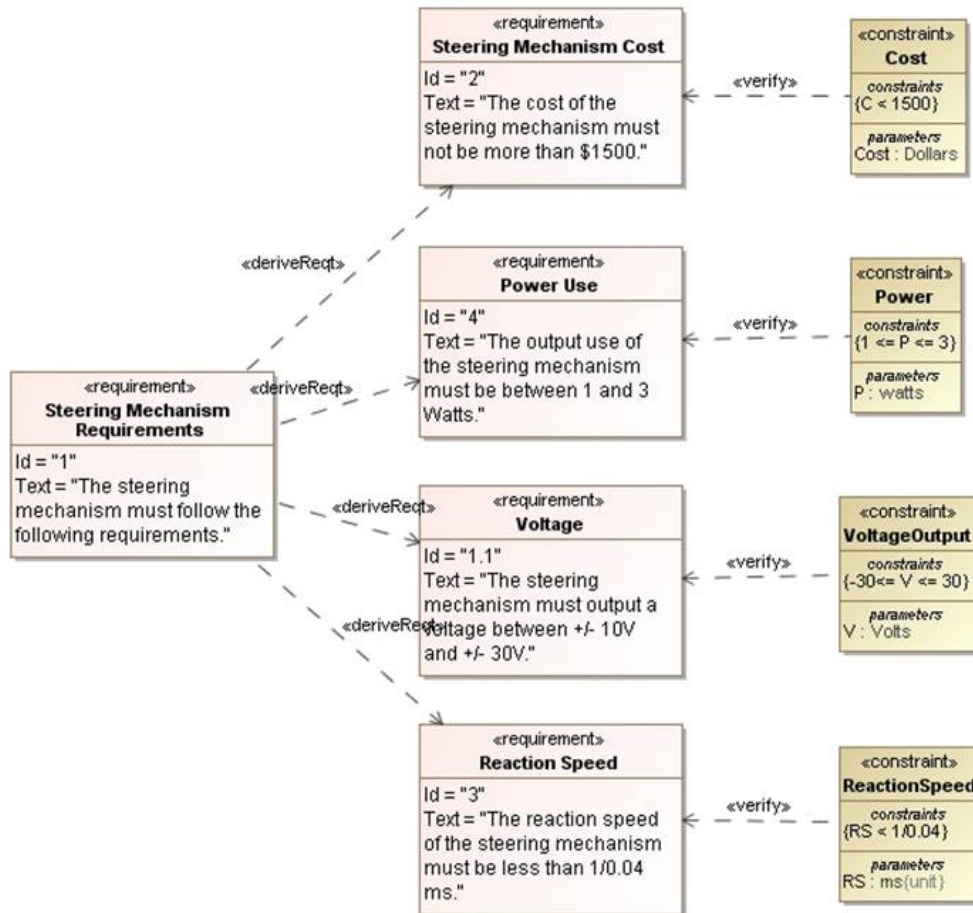 «requirement»
Steering Mechanism Cost
Id = "2"
Text = "The cost of the
steering mechanism must
not be more than $1500."
«verify»
«constraint»
Cost
constraints
{C < 1500}
parameters
Cost : Dollars
«deriveReqt»
«requirement»
Power Use
Id = "4"
Text = "The output use of
the steering mechanism
must be between 1 and 3
Watts."
«verify»
«constraint»
Power
constraints
{1 <= P <= 3}
parameters
P : watts
«deriveReqt»
«requirement»
Steering Mechanism
Requirements
Id = "1"
Text = "The steering
mechanism must follow the
following requirements."
«deriveReqt»
«requirement»
Voltage
Id = "1.1"
Text = "The steering
mechanism must output a
voltage between +/- 10V
and +/- 30V."
«verify»
«constraint»
VoltageOutput
constraints
{-30<= V <= 30}
parameters
V : Volts
«deriveReqt»
«requirement»
Reaction Speed
Id = "3"
Text = "The reaction speed
of the steering mechanism
must be less than 1/0.04
ms."
«verify»
«constraint»
ReactionSpeed
constraints
{RS < 1/0.04}
parameters
RS : ms{unit}